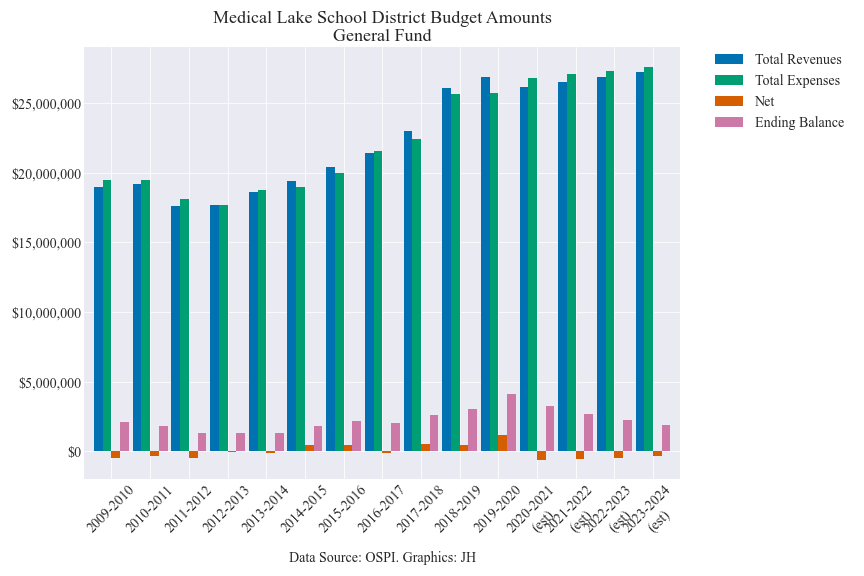 Medical Lake School District Budget Amounts
General Fund
Total Revenues
Total Expenses
Net
Ending Balance
$25,000,000
$20,000,000
$15,000,000
$10,000,000
$5,000,000
$0
2009-2010
2010-2011
2011-2012
2012-2013
2013-2014
2014-2015
2015-2016
2016-2017
2017-2018
2018-2019
2019-2020
2020-2021
(est)
2021-2022
(est)
2022-2023
(est)
2023-2024
(est)
Data Source: OSPI. Graphics: JH